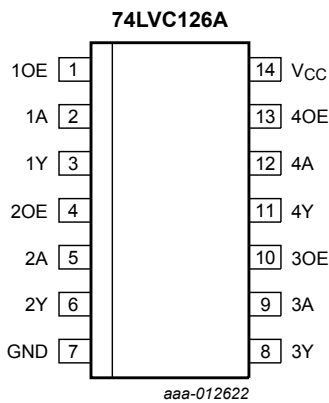 74LVC126A
1OE 1 14 VCC
1A 2 13 4OE
1Y 3 12 4A
2OE 4 11 4Y
2A 5 10 3OE
2Y 6 9 3A
GND 7 8 3Y
aaa-012622